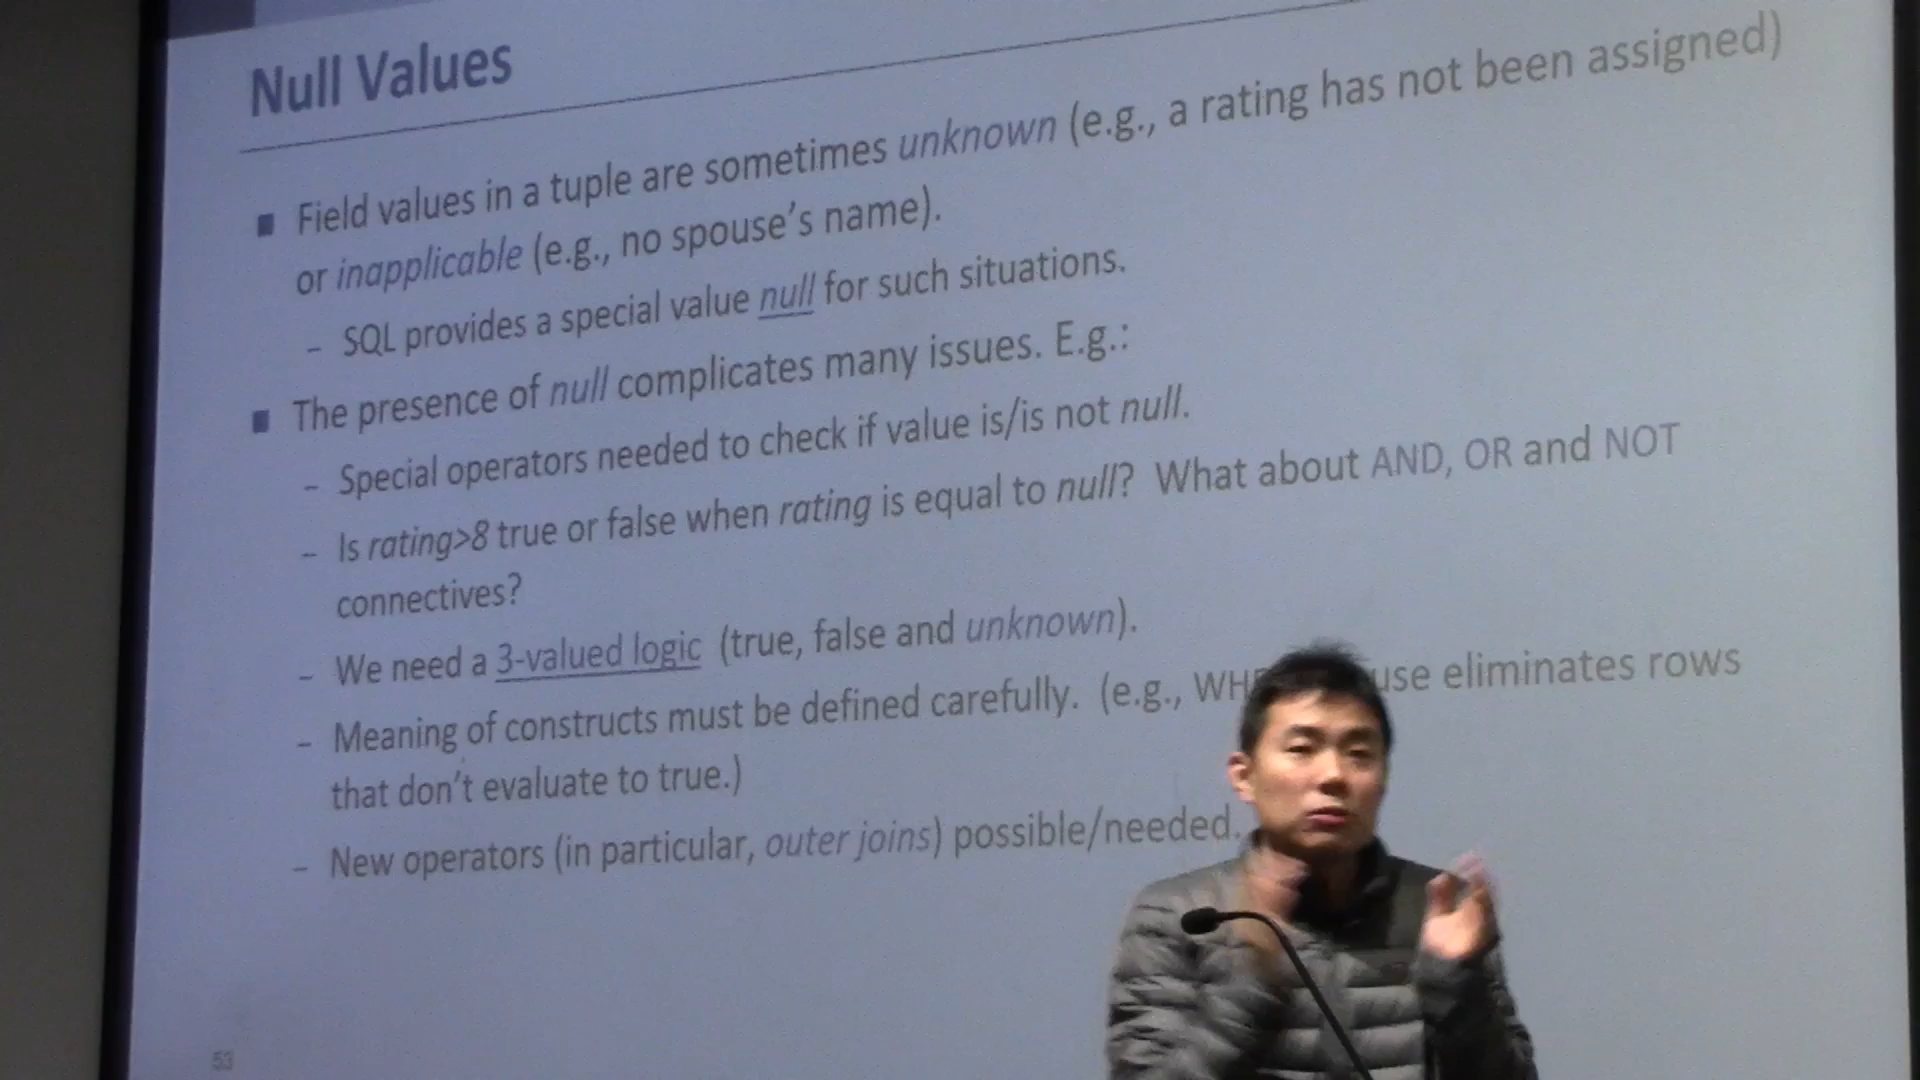 Null Values
Field values in a tuple are sometimes unknown (e.g., a rating has not been assigned)
or inapplicable (e.g., no spouse's name).
– SQL provides a special value null for such situations.
The presence of null complicates many issues. E.g.:
– Special operators needed to check if value is/is not null.
– Is rating>8 true or false when rating is equal to null? What about AND, OR and NOT
connectives?
– We need a 3-valued logic (true, false and unknown).
– Meaning of constructs must be defined carefully. (e.g., eliminates rows
that don't evaluate to true.)
– New operators (in particular, outer joins) possible/needed.
53